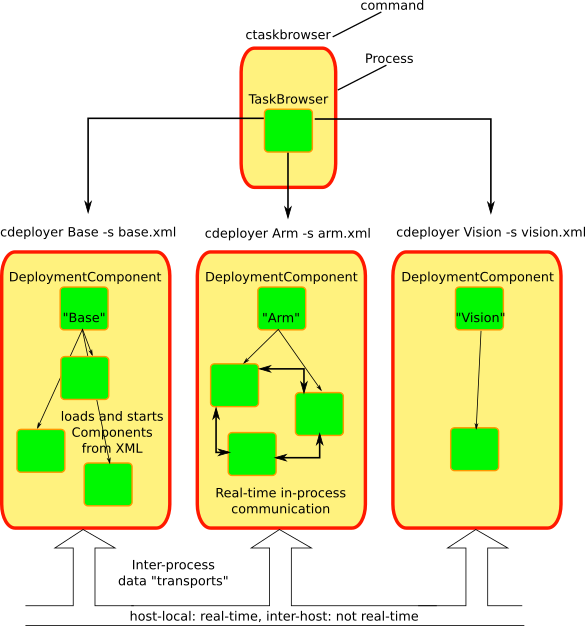 command
ctaskbrowser
Process
TaskBrowser
cdeployer Base -s base.xml
cdeployer Arm -s arm.xml
cdeployer Vision -s vision.xml
DeploymentComponent
DeploymentComponent
DeploymentComponent
"Base"
"Arm"
"Vision"
loads and starts
Components
from XML
Real-time in-process
communication
Inter-process
data "transports"
host-local: real-time, inter-host: not real-time